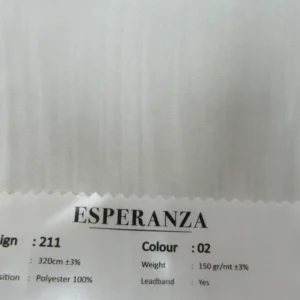 ESPERANZA
ign : 211 Colour : 02
: 320cm ±3% Weight : 150 gr/mt ±3%
sition : Polyester 100% Leadband : Yes